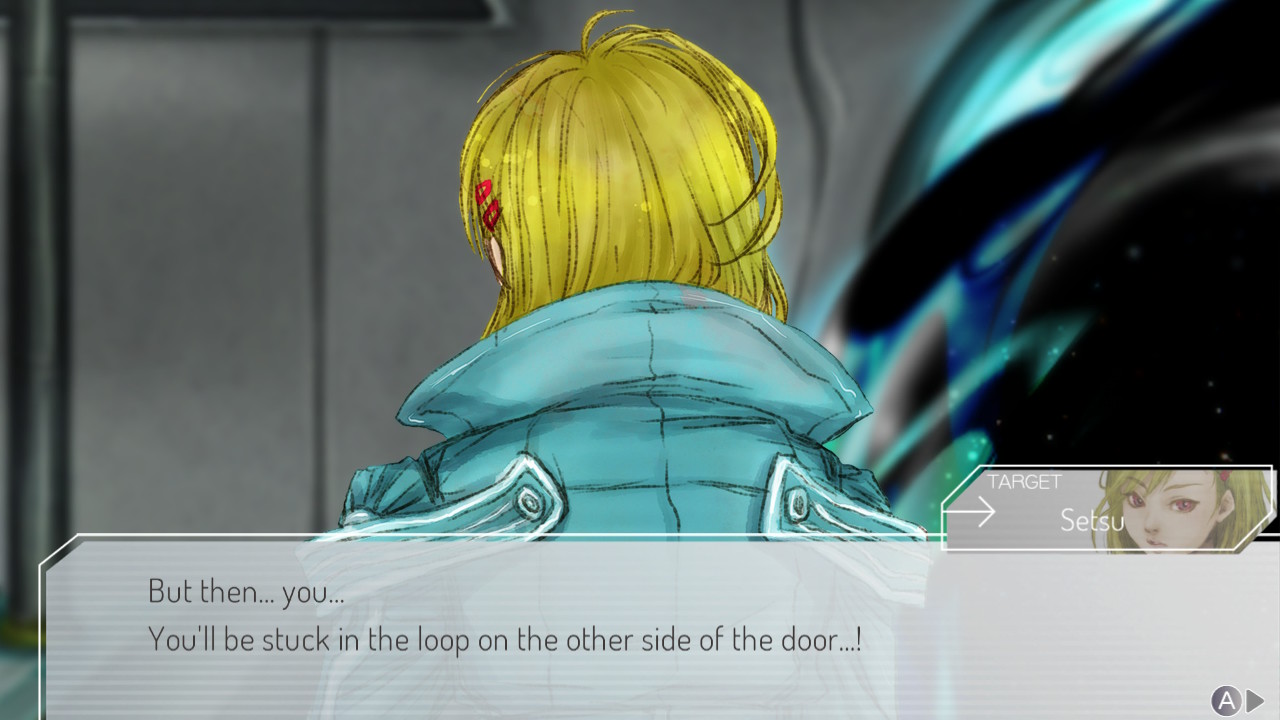 TARGET
Setsu
But then... you...
You'll be stuck in the loop on the other side of the door...!
A